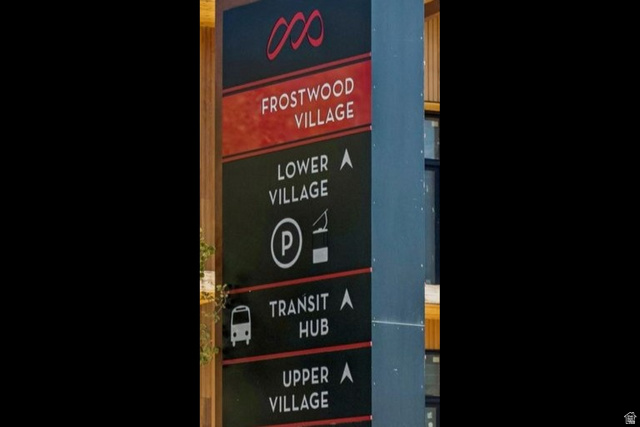 FROSTWOOD
VILLAGE
LOWER
VILLAGE
P
TRANSIT
HUB
UPPER
VILLAGE